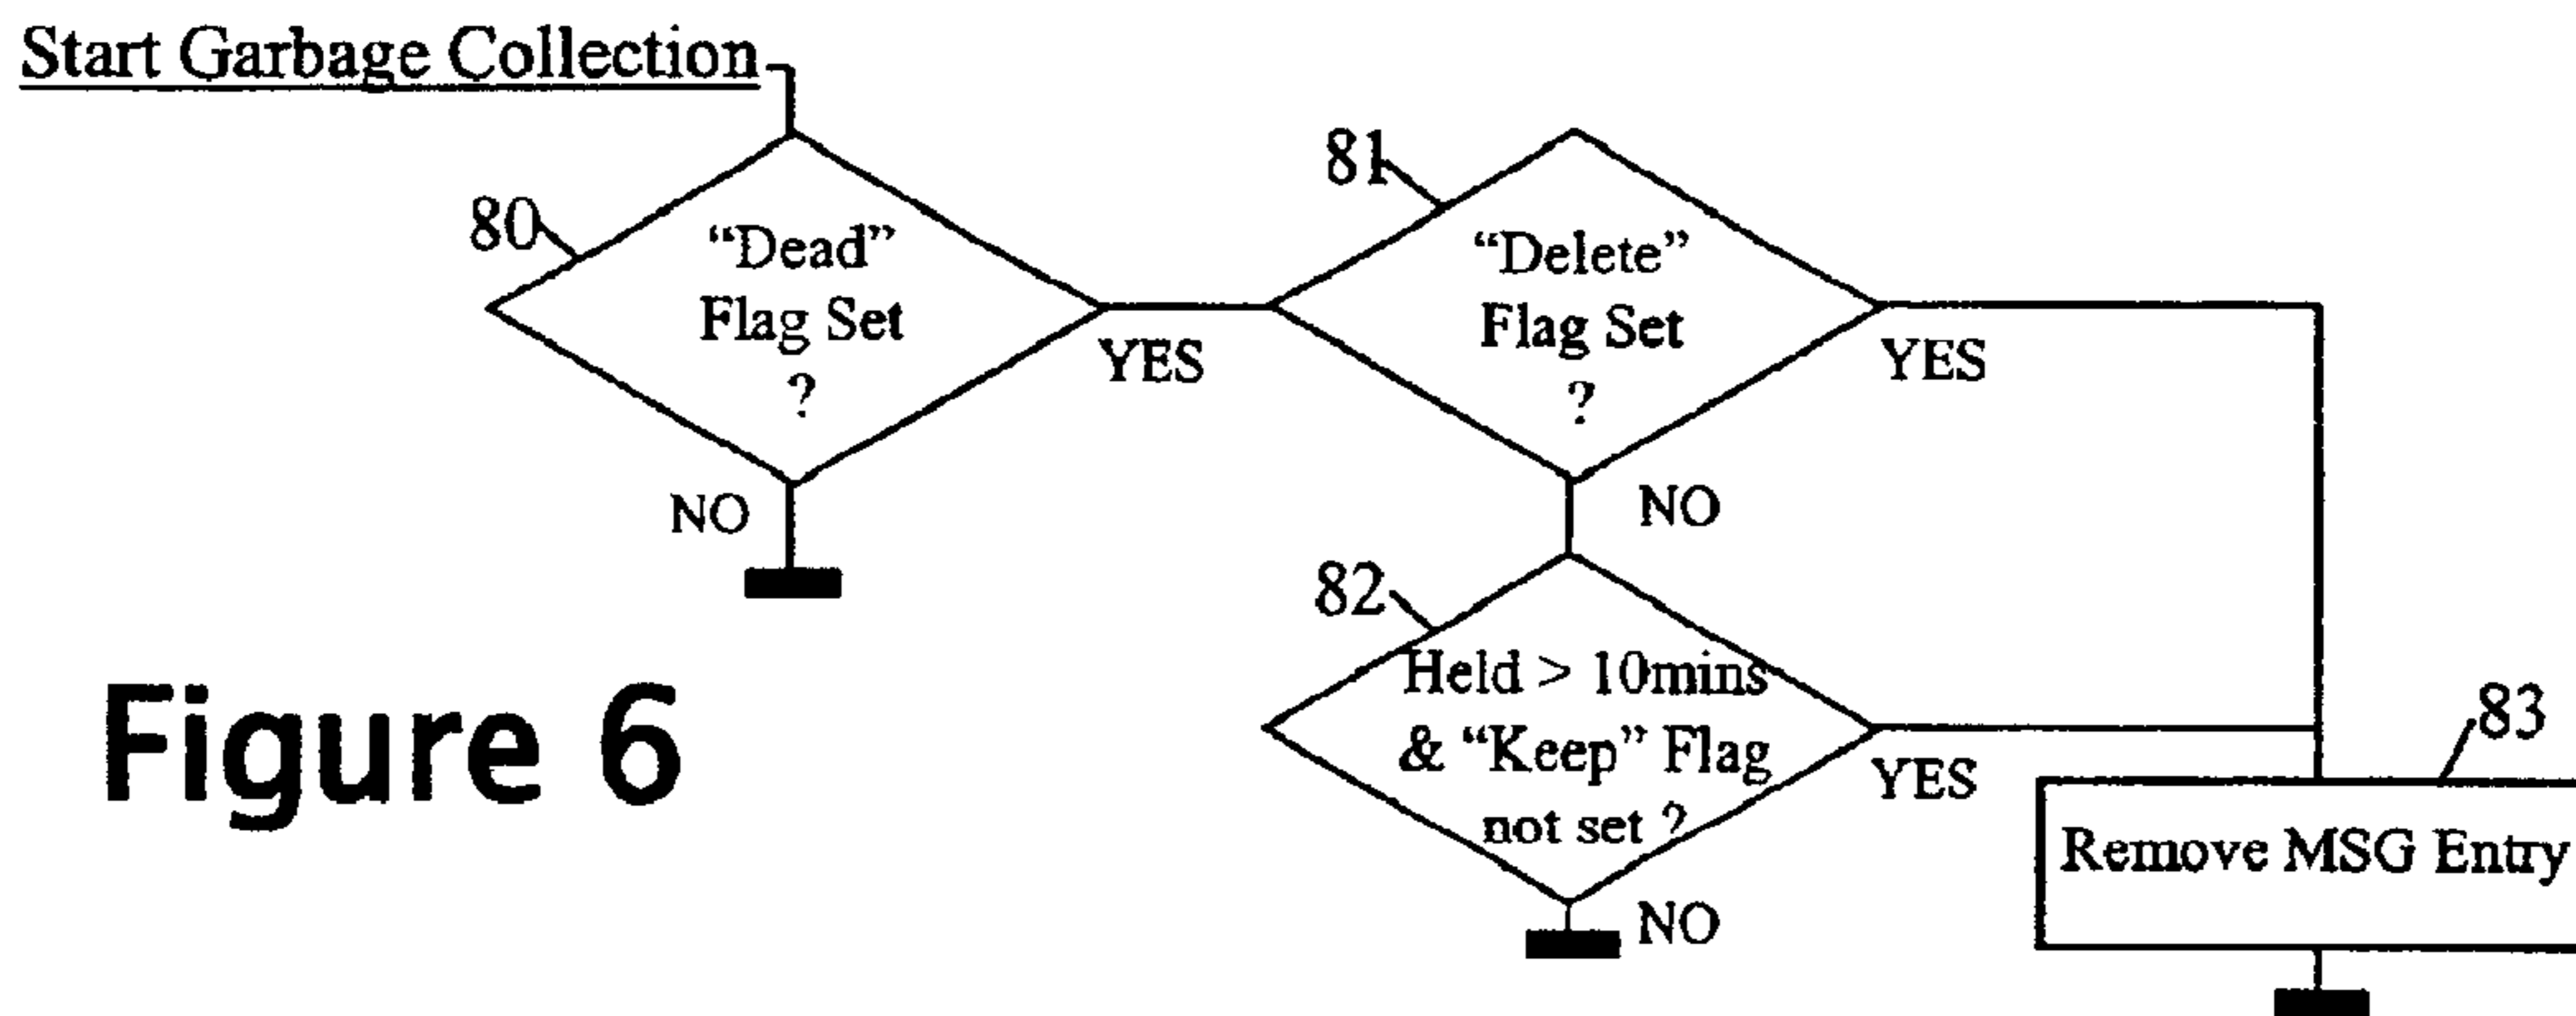 Start Garbage Collection
80
“Dead”
Flag Set
?
YES
NO
81
“Delete”
Flag Set
?
YES
NO
82
Held > 10mins
& “Keep” Flag
not set ?
YES
NO
83
Remove MSG Entry
Figure 6